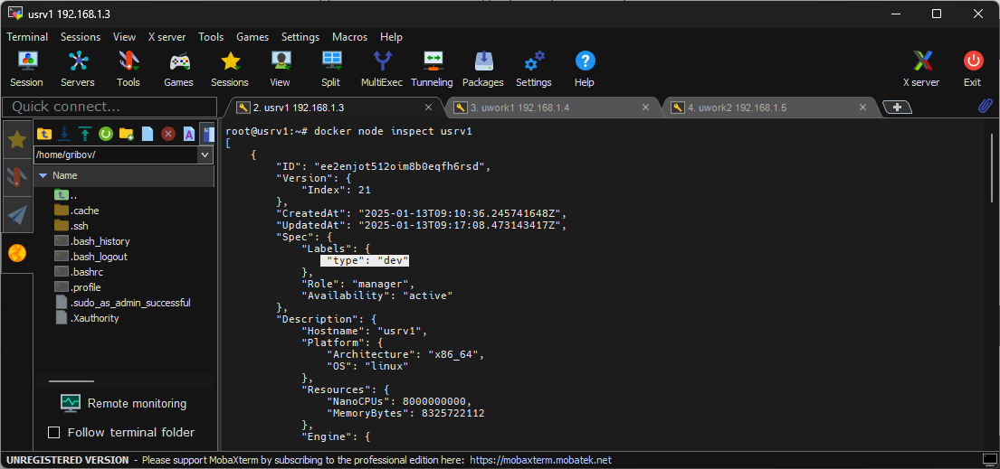 usrv1 192.168.1.3
Terminal Sessions View X server Tools Games Settings Macros Help
Session Servers Tools Games Sessions View Split MultiExec Tunneling Packages Settings Help X server Exit
Quick connect...
2. usrv1 192.168.1.3
3. uwork1 192.168.1.4
4. uwork2 192.168.1.5
/home/gribov/
Name
..
.cache
.ssh
.bash_history
.bash_logout
.bashrc
.profile
.sudo_as_admin_successful
.Xauthority
Remote monitoring
Follow terminal folder
root@usrv1:~# docker node inspect usrv1
[
    {
        "ID": "ee2enjot512oim8b0eqfh6rsd",
        "Version": {
            "Index": 21
        },
        "CreatedAt": "2025-01-13T09:10:36.245741648Z",
        "UpdatedAt": "2025-01-13T09:17:08.473143417Z",
        "Spec": {
            "Labels": {
                "type": "dev"
            },
            "Role": "manager",
            "Availability": "active"
        },
        "Description": {
            "Hostname": "usrv1",
            "Platform": {
                "Architecture": "x86_64",
                "OS": "linux"
            },
            "Resources": {
                "NanoCPUs": 8000000000,
                "MemoryBytes": 8325722112
            },
            "Engine": {
UNREGISTERED VERSION - Please support MobaXterm by subscribing to the professional edition here: https://mobaxterm.mobatek.net